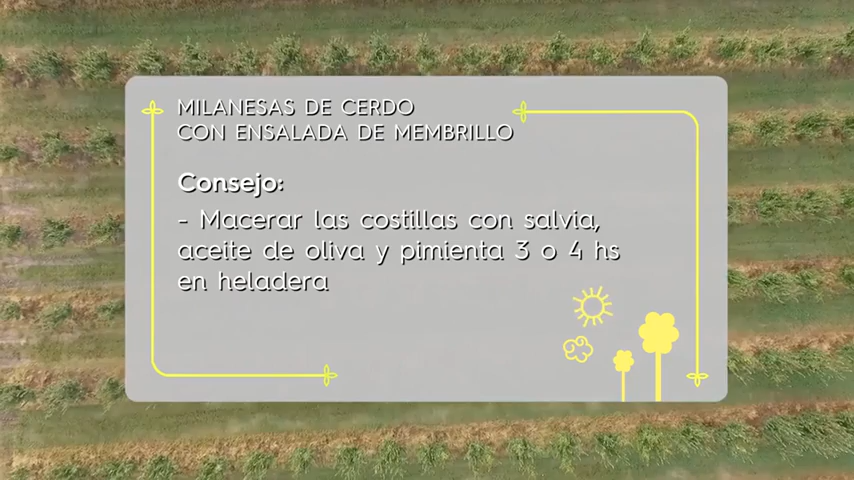 MILANESAS DE CERDO
CON ENSALADA DE MEMBRILLO
Consejo:
- Macerar las costillas con salvia,
aceite de oliva y pimienta 3 o 4 hs
en heladera